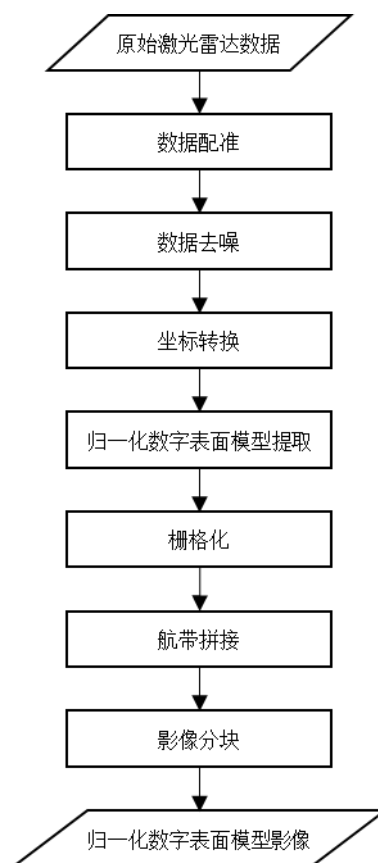 原始激光雷达数据
数据配准
数据去噪
坐标转换
归一化数字表面模型提取
栅格化
航带拼接
影像分块
归一化数字表面模型影像